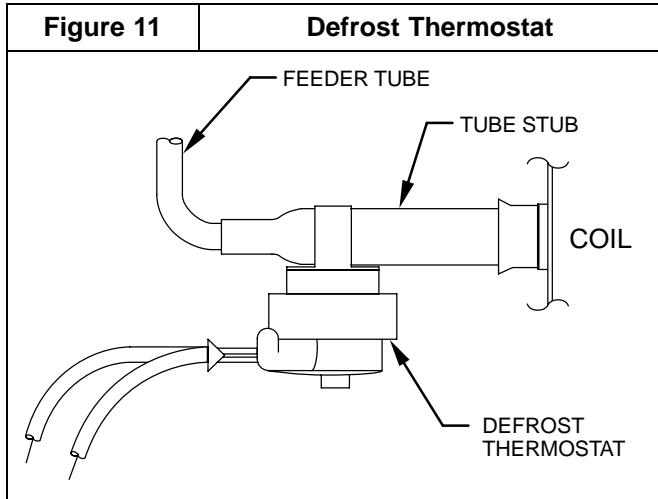 Figure 11 Defrost Thermostat
FEEDER TUBE
TUBE STUB
COIL
DEFROST
THERMOSTAT